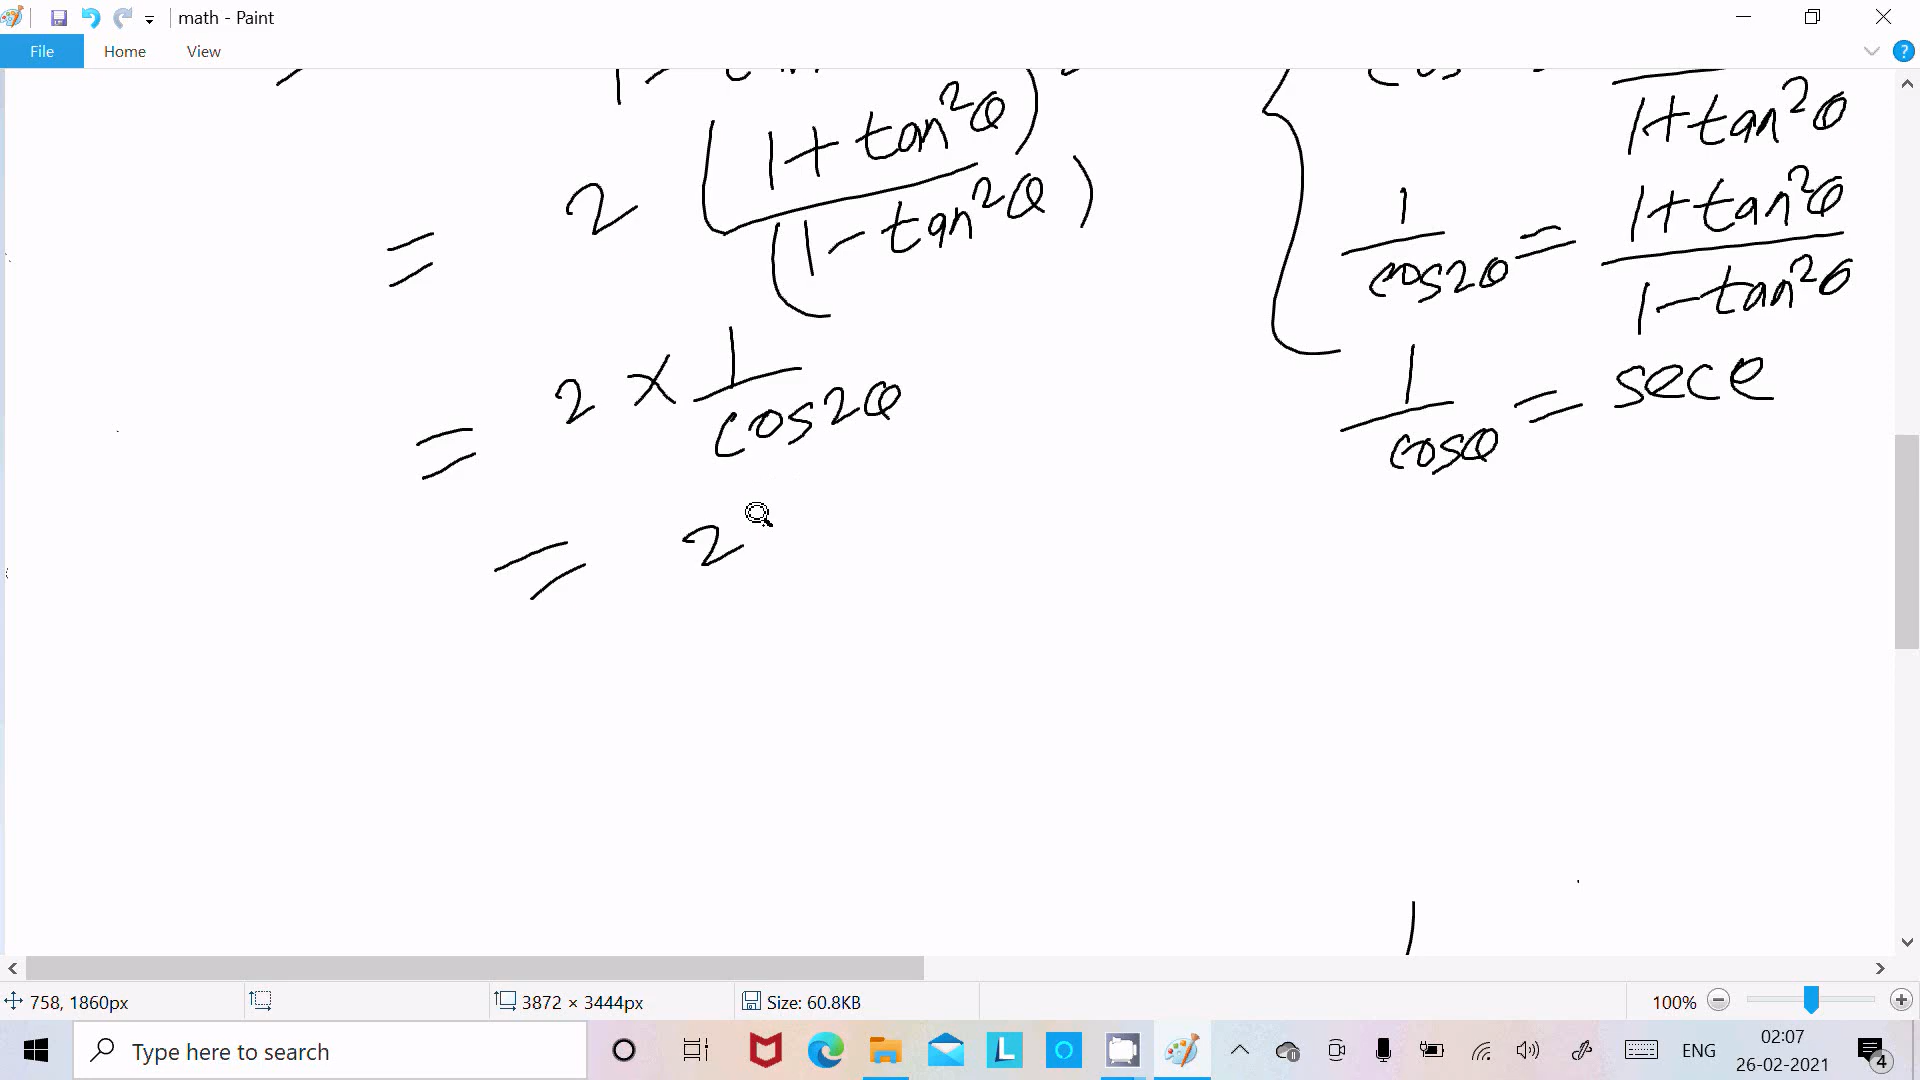 math - Paint
File Home View
= 2 (1 + tan²θ) / (1 - tan²θ)
1 + tan²θ
1 / cos2θ = 1 + tan²θ / 1 - tan²θ
= 2 × 1 / cos2θ
1 / cosθ = sec
= 2
758, 1860px
3872 × 3444px
Size: 60.8KB
100%
Type here to search
ENG
02:07
26-02-2021
4